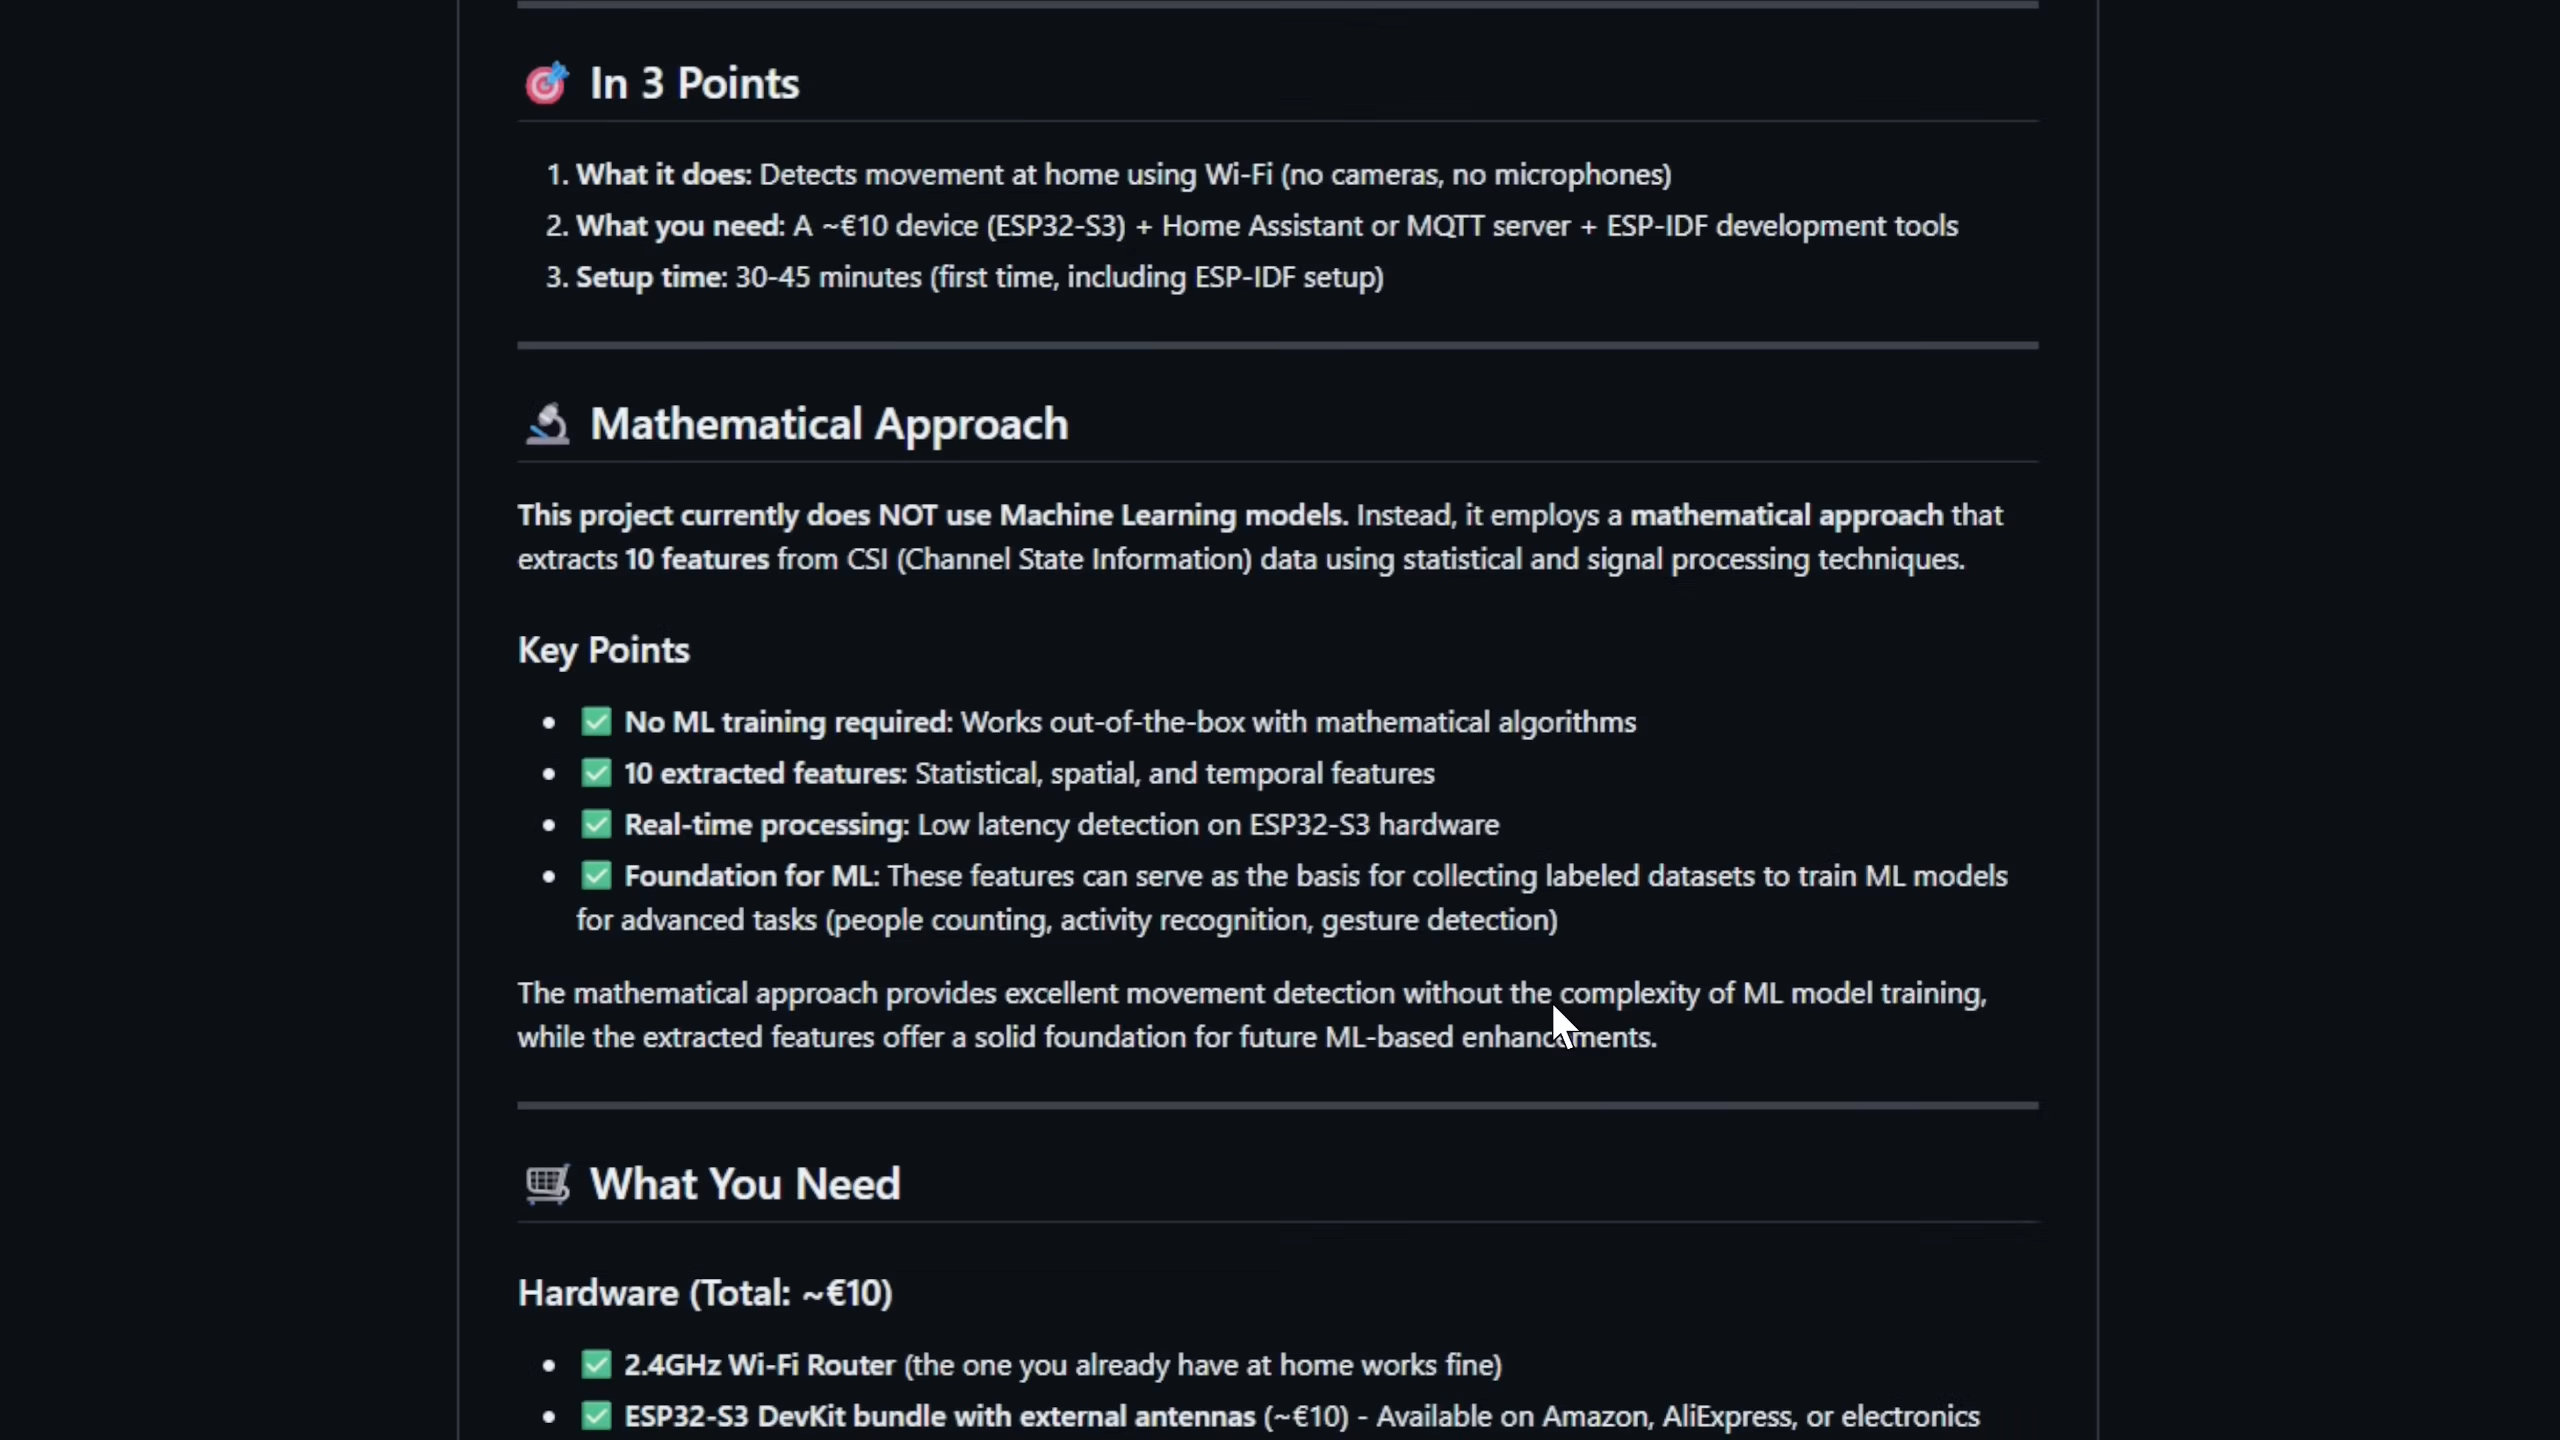 🎯 In 3 Points
1. What it does: Detects movement at home using Wi-Fi (no cameras, no microphones)
2. What you need: A ~€10 device (ESP32-S3) + Home Assistant or MQTT server + ESP-IDF development tools
3. Setup time: 30-45 minutes (first time, including ESP-IDF setup)
🔬 Mathematical Approach
This project currently does NOT use Machine Learning models. Instead, it employs a mathematical approach that
extracts 10 features from CSI (Channel State Information) data using statistical and signal processing techniques.
Key Points
• ✅ No ML training required: Works out-of-the-box with mathematical algorithms
• ✅ 10 extracted features: Statistical, spatial, and temporal features
• ✅ Real-time processing: Low latency detection on ESP32-S3 hardware
• ✅ Foundation for ML: These features can serve as the basis for collecting labeled datasets to train ML models
for advanced tasks (people counting, activity recognition, gesture detection)
The mathematical approach provides excellent movement detection without the complexity of ML model training,
while the extracted features offer a solid foundation for future ML-based enhancements.
🛒 What You Need
Hardware (Total: ~€10)
• ✅ 2.4GHz Wi-Fi Router (the one you already have at home works fine)
• ✅ ESP32-S3 DevKit bundle with external antennas (~€10) - Available on Amazon, AliExpress, or electronics